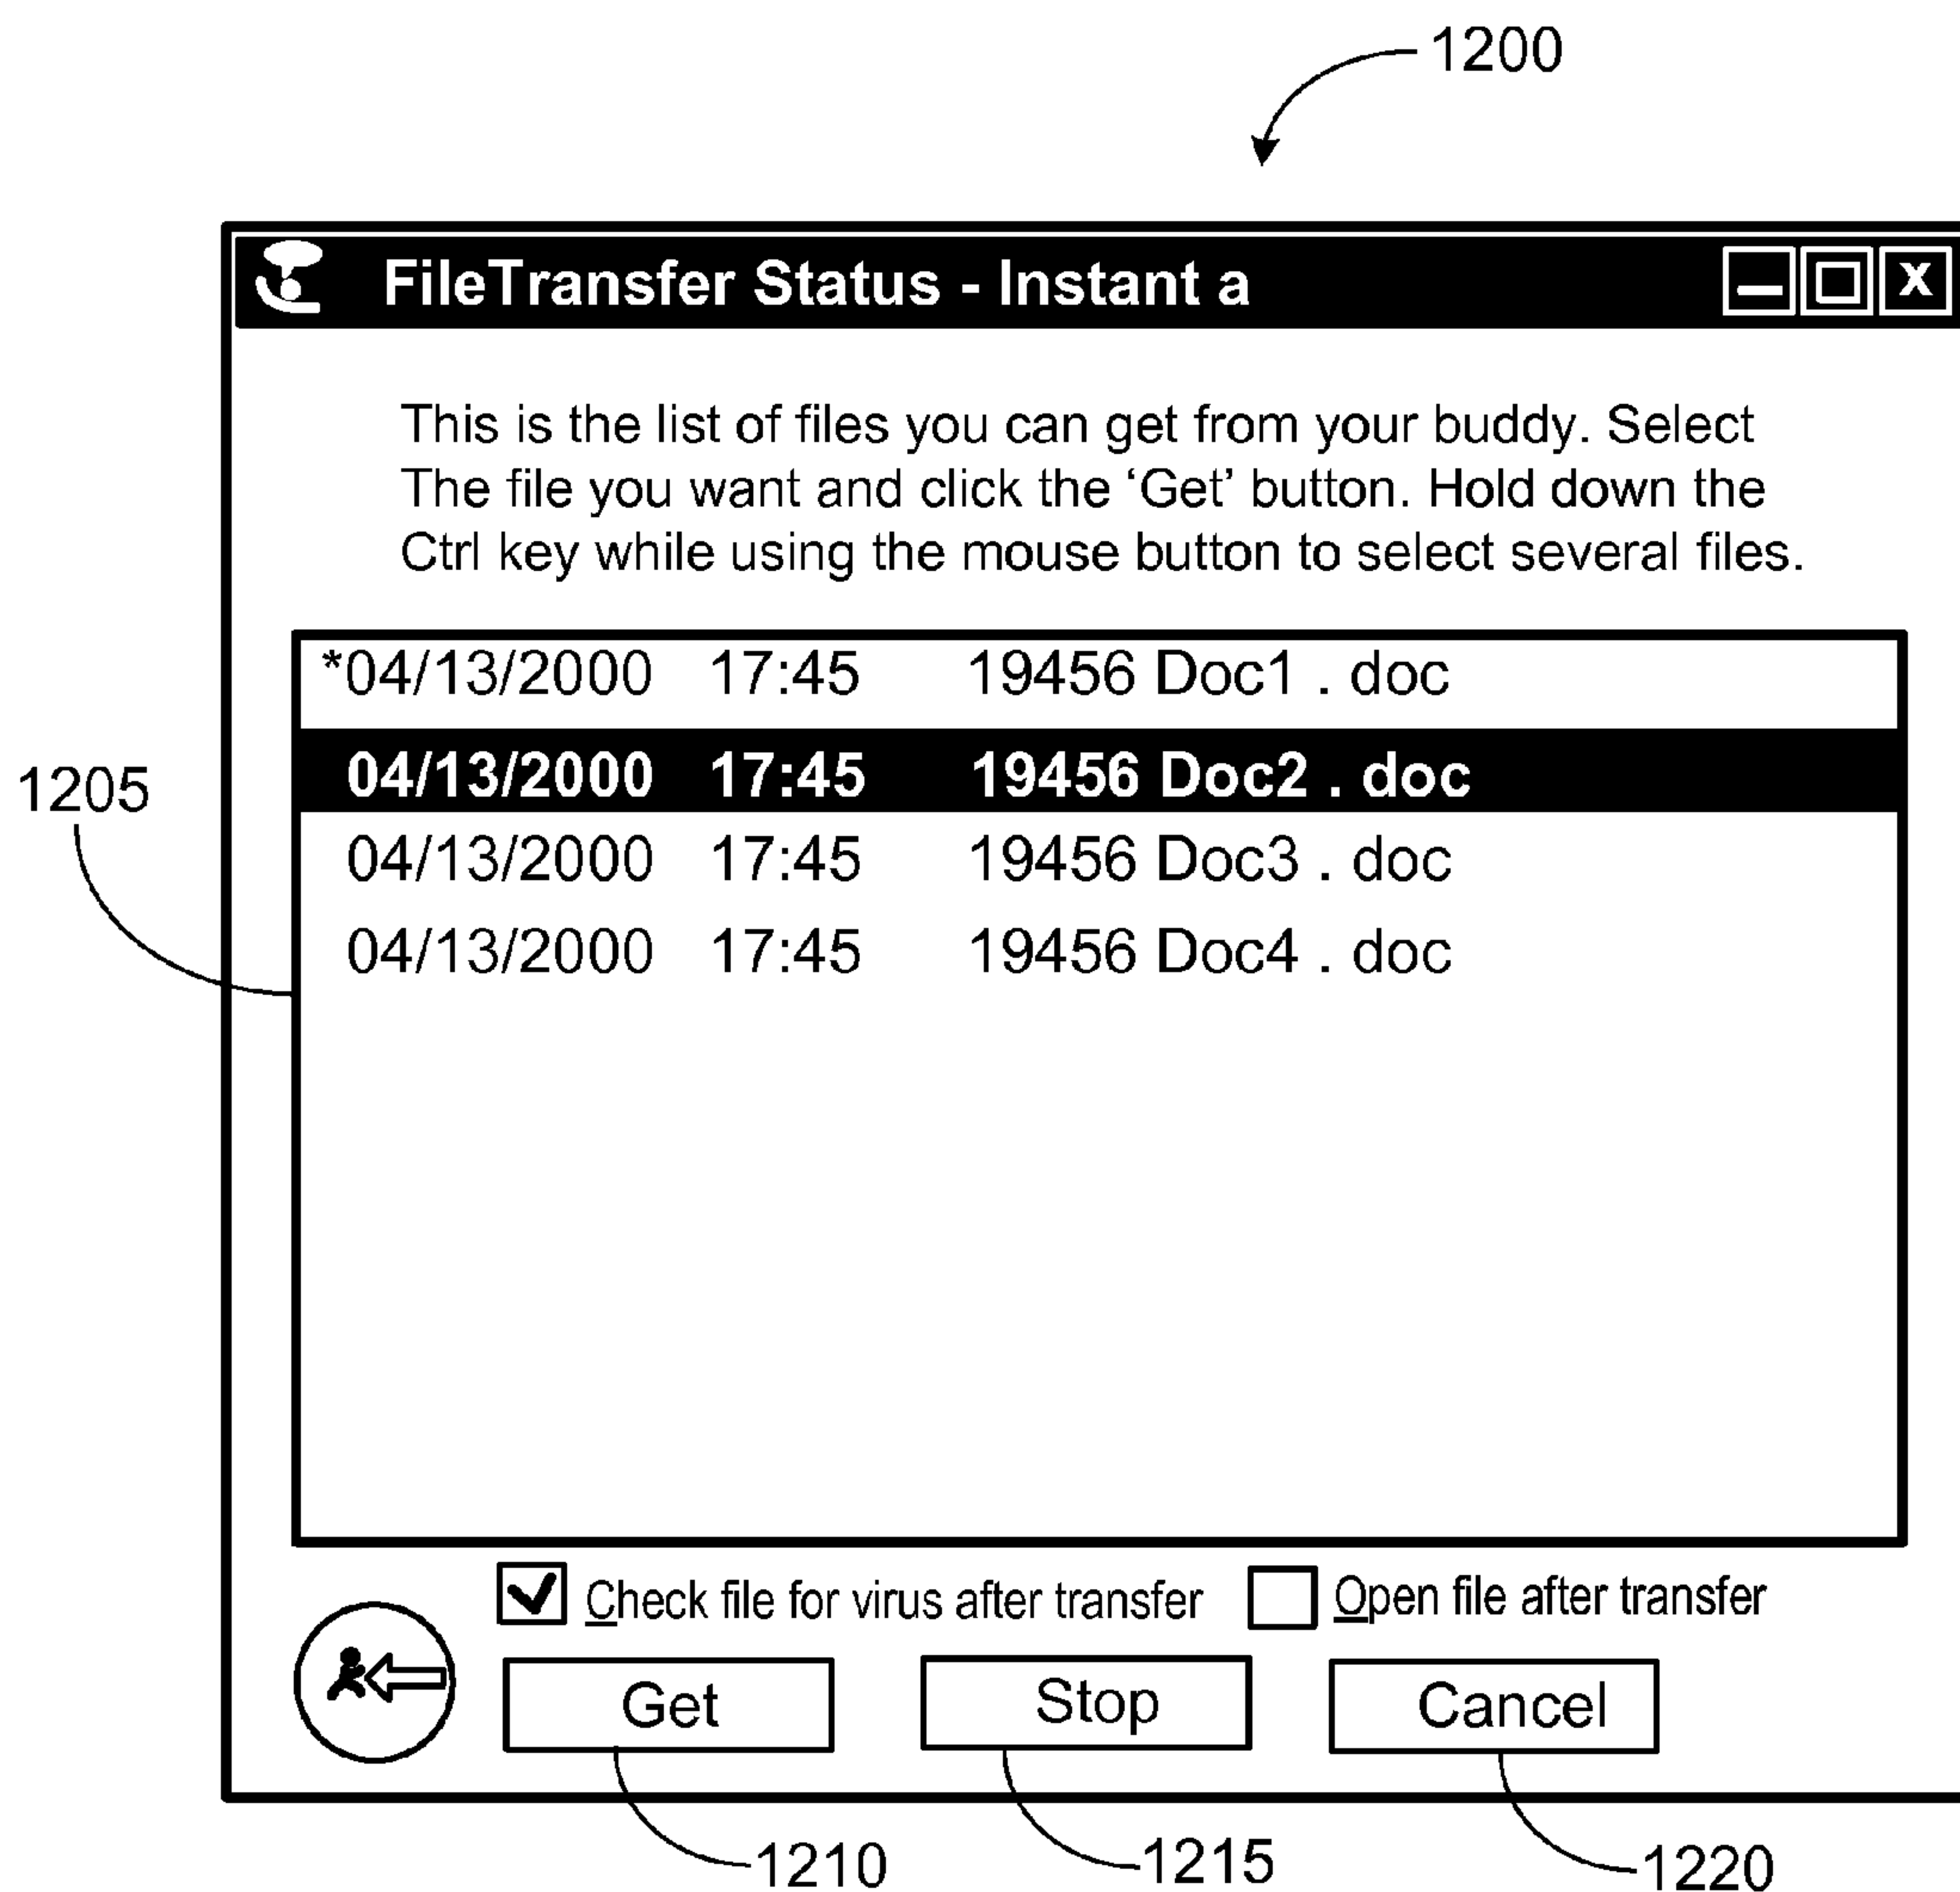 1200
FileTransfer Status - Instant a
X
This is the list of files you can get from your buddy. Select
The file you want and click the ‘Get’ button. Hold down the
Ctrl key while using the mouse button to select several files.
*04/13/2000 17:45 19456 Doc1 . doc
04/13/2000 17:45 19456 Doc2 . doc
1205
04/13/2000 17:45 19456 Doc3 . doc
04/13/2000 17:45 19456 Doc4 . doc
Check file for virus after transfer Open file after transfer
Get Stop Cancel
1210 1215 1220